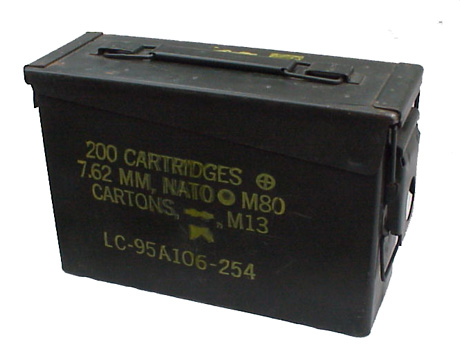 200 CARTRIDGES
7.62 MM, NATO M80
CARTONS, M13
LC-95A106-254